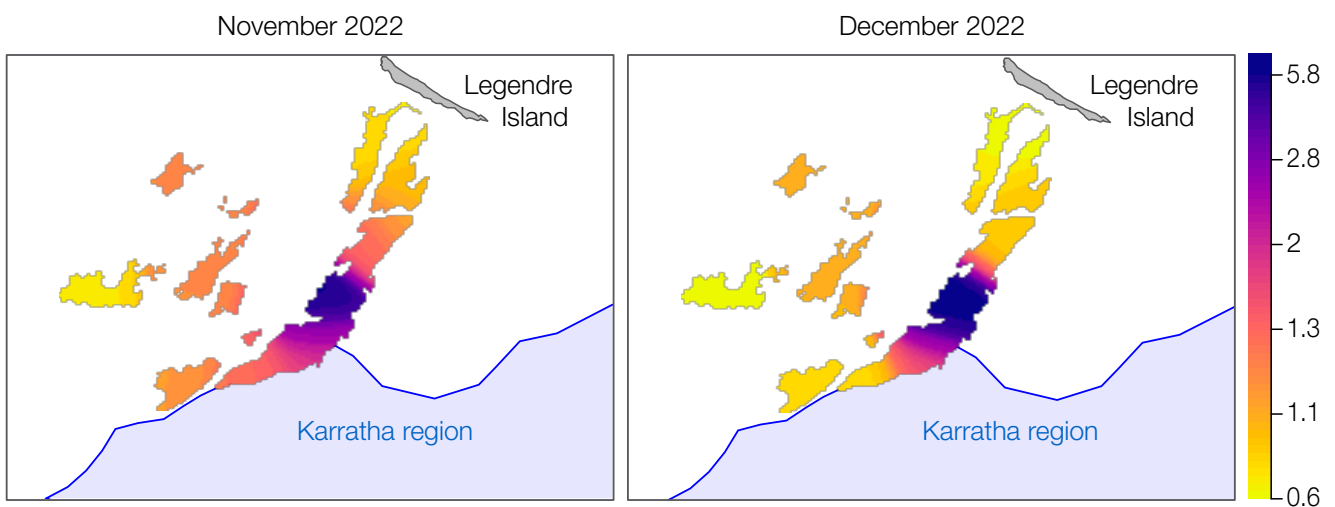 November 2022
December 2022
Legendre
Island
Legendre
Island
Karratha region
Karratha region
5.8
2.8
2
1.3
1.1
0.6